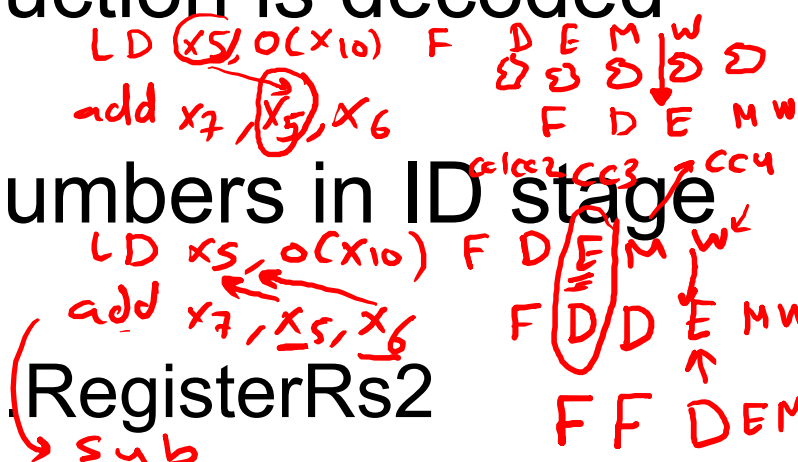 uction is decoded
LD x5, 0(x10) F D E M W
add x7, x5, x6 F D E M W
cc1 cc2 cc3 cc4
umbers in ID stage
LD x5, 0(x10) F D E M W
add x7, x5, x6 F D D E M W
.RegisterRs2
F F D E M
sub